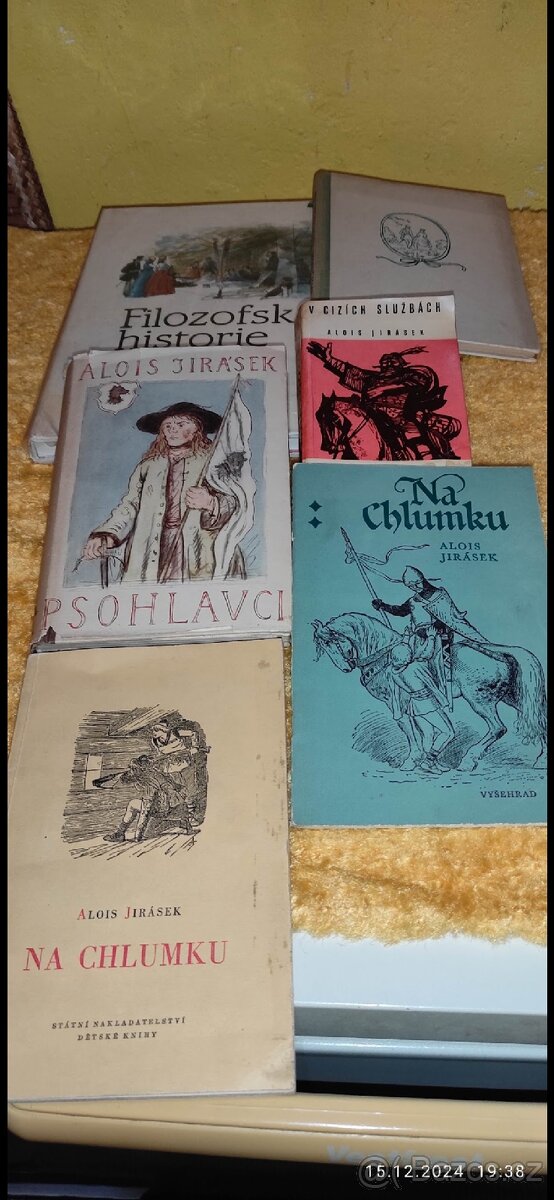 Filozofsk
historie
V CIZÍCH SLUŽBÁCH
ALOIS JIRÁSEK
ALOIS JIRÁSEK
PSOHLAVCI
Na
Chlumku
ALOIS
JIRÁSEK
VYŠEHRAD
ALOIS JIRÁSEK
NA CHLUMKU
STÁTNÍ NAKLADATELSTVÍ
DĚTSKÉ KNIHY
15.12.2024 19:38